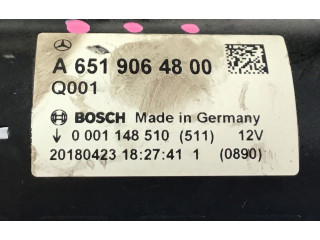 A 651 906 48 00
Q001
BOSCH Made in Germany
↓ 0 001 148 510 (511) 12V
20180423 18:27:41 1 (0890)